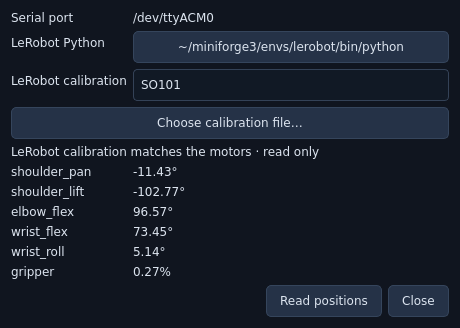 Serial port /dev/ttyACM0
LeRobot Python ~/miniforge3/envs/lerobot/bin/python
LeRobot calibration SO101
Choose calibration file...
LeRobot calibration matches the motors · read only
shoulder_pan -11.43°
shoulder_lift -102.77°
elbow_flex 96.57°
wrist_flex 73.45°
wrist_roll 5.14°
gripper 0.27%
Read positions Close